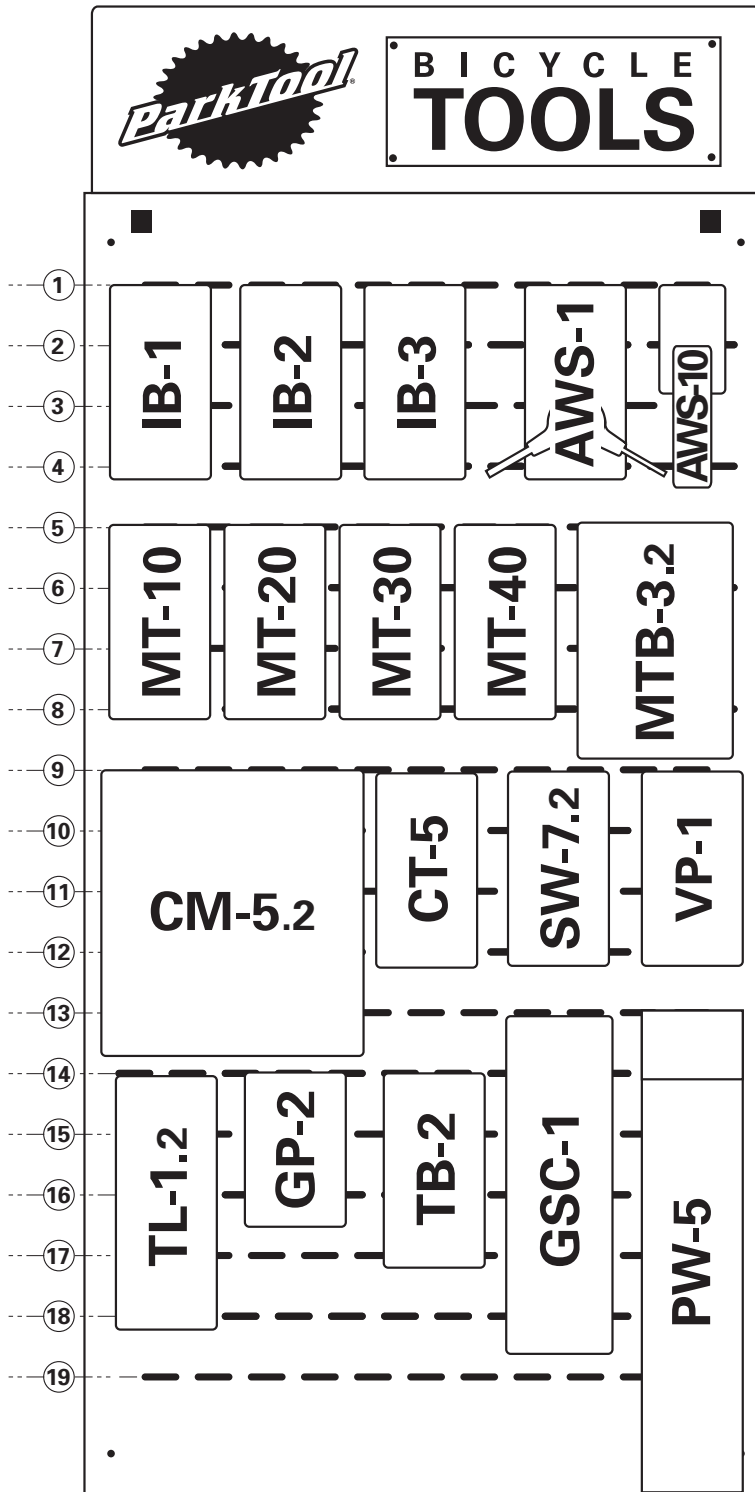 ParkTool®
BICYCLE
TOOLS
1
IB-1
IB-2
IB-3
AWS-1
AWS-10
2
3
4
5
MT-10
MT-20
MT-30
MT-40
MTB-3.2
6
7
8
9
CM-5.2
CT-5
SW-7.2
VP-1
10
11
12
13
14
TL-1.2
GP-2
TB-2
GSC-1
PW-5
15
16
17
18
19